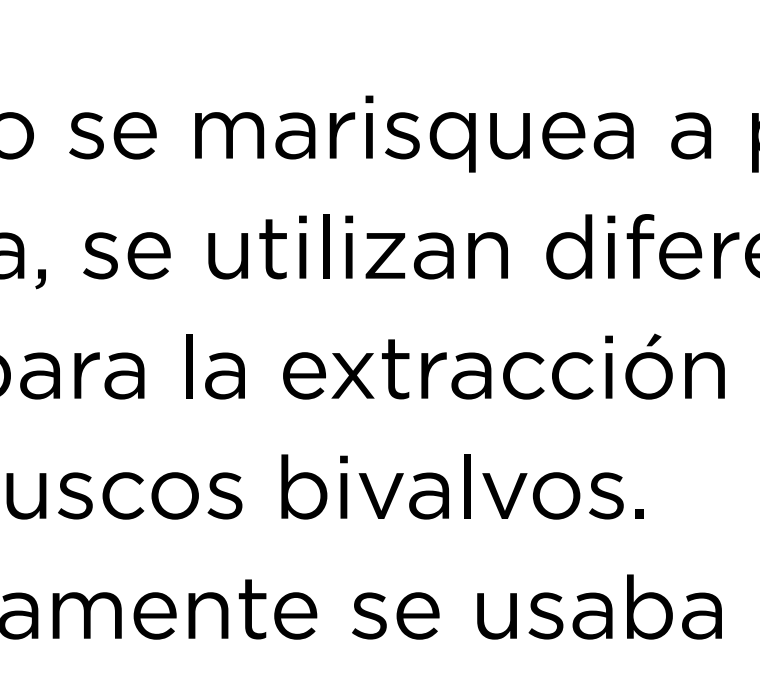 o se marisquea a p
a, se utilizan difere
para la extracción
uscos bivalvos.
amente se usaba